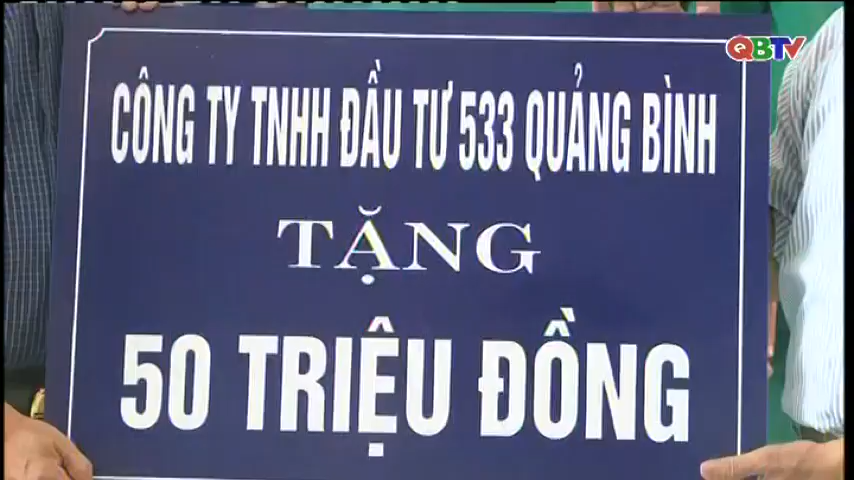 QBTV
CÔNG TY TNHH ĐẦU TƯ 533 QUẢNG BÌNH
TẶNG
50 TRIỆU ĐỒNG